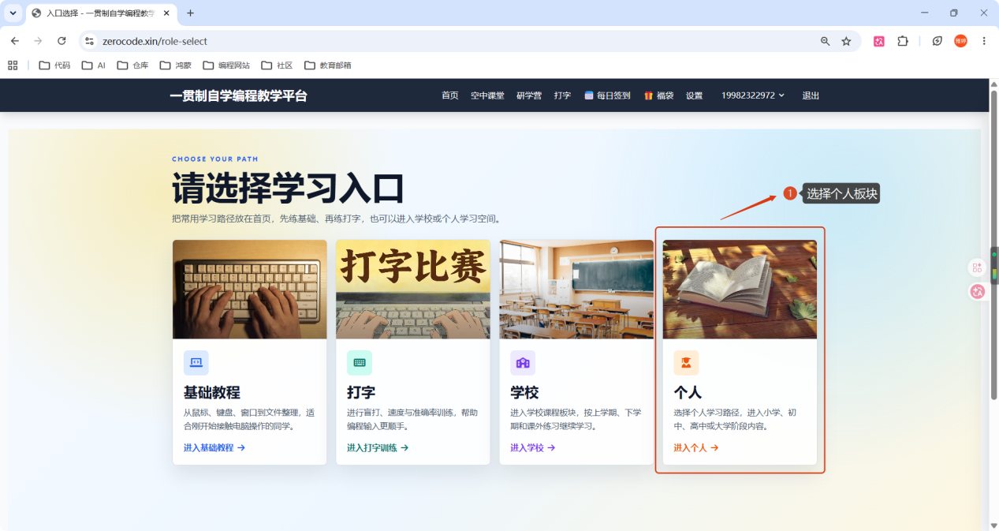 入口选择 - 一贯制自学编程教学
zerocode.xin/role-select
代码 AI 仓库 鸿蒙 编程网站 社区 教育邮箱
一贯制自学编程教学平台 首页 空中课堂 研学营 打字 每日签到 福袋 设置 19982322972 退出
CHOOSE YOUR PATH
请选择学习入口
1 选择个人板块
把常用学习路径放在首页，先练基础、再练打字，也可以进入学校或个人学习空间。
打字比赛
基础教程
从鼠标、键盘、窗口到文件整理，适
合刚开始接触电脑操作的同学。
进入基础教程 →
打字
进行盲打、速度与准确率训练，帮助
编程输入更顺手。
进入打字训练 →
学校
进入学校课程板块，按上学期、下学
期和课外练习继续学习。
进入学校 →
个人
选择个人学习路径，进入小学、初
中、高中或大学阶段内容。
进入个人 →